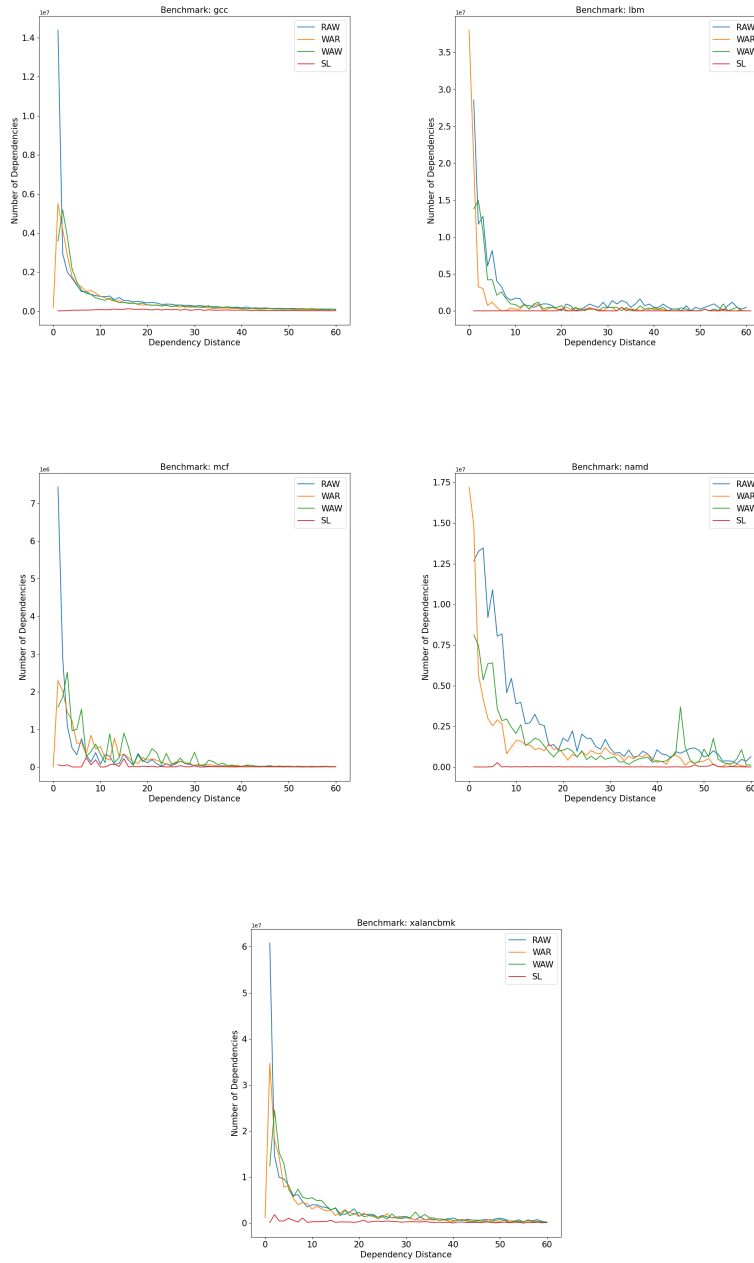 Benchmark: gcc
1e7
RAW
WAR
WAW
SL
1.4
1.2
1.0
0.8
0.6
0.4
0.2
0.0
Number of Dependencies
0 10 20 30 40 50 60
Dependency Distance
Benchmark: lbm
1e7
RAW
WAR
WAW
SL
3.5
3.0
2.5
2.0
1.5
1.0
0.5
0.0
Number of Dependencies
0 10 20 30 40 50 60
Dependency Distance
Benchmark: mcf
1e6
RAW
WAR
WAW
SL
7
6
5
4
3
2
1
0
Number of Dependencies
0 10 20 30 40 50 60
Dependency Distance
Benchmark: namd
1e7
RAW
WAR
WAW
SL
1.75
1.50
1.25
1.00
0.75
0.50
0.25
0.00
Number of Dependencies
0 10 20 30 40 50 60
Dependency Distance
Benchmark: xalancbmk
1e7
RAW
WAR
WAW
SL
6
5
4
3
2
1
0
Number of Dependencies
0 10 20 30 40 50 60
Dependency Distance